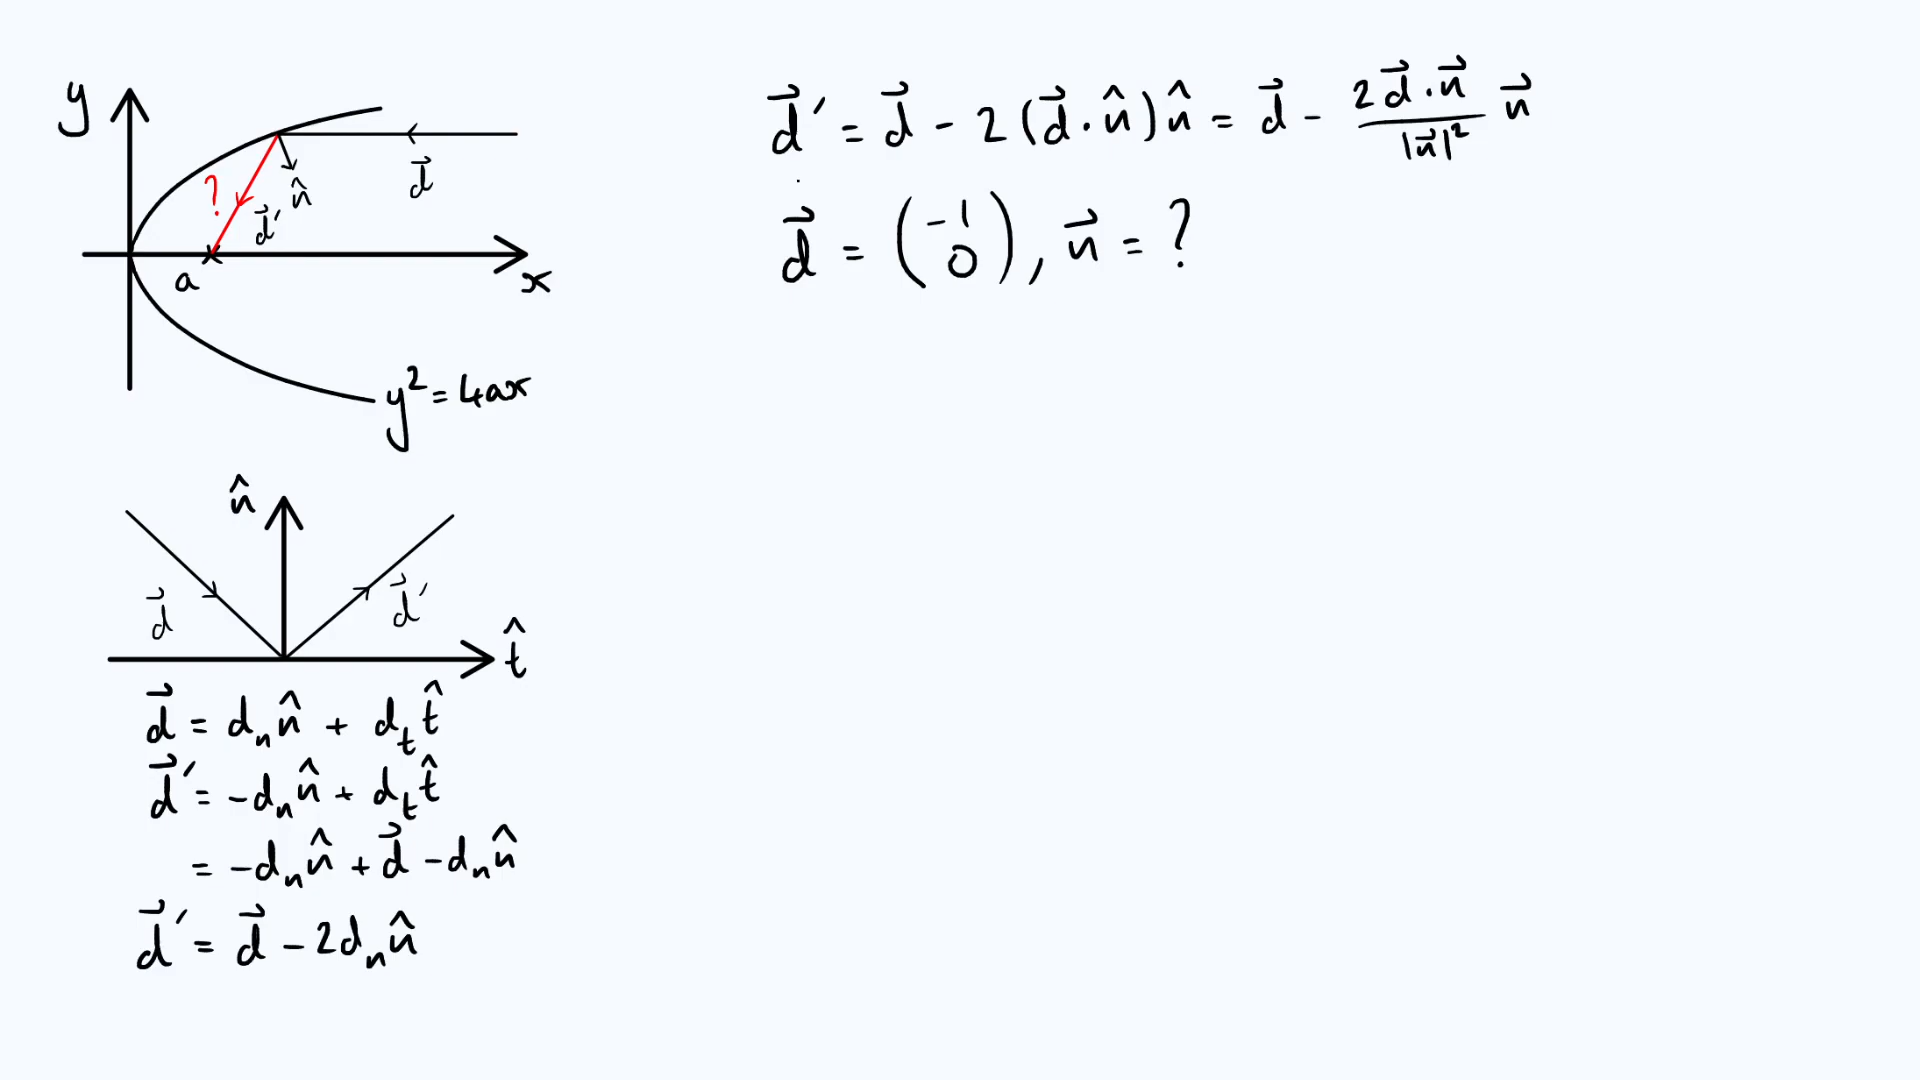 y
? n̂ d⃗
d⃗′
a x
y² = 4ax
n̂
d⃗ d⃗′
t̂
d⃗ = dₙn̂ + dₜt̂
d⃗′ = -dₙn̂ + dₜt̂
= -dₙn̂ + d⃗ - dₙn̂
d⃗′ = d⃗ - 2dₙn̂
d⃗′ = d⃗ - 2(d⃗·n̂)n̂ = d⃗ - (2d⃗·n⃗)/|n⃗|² n⃗
d⃗ = (-1 0), n⃗ = ?